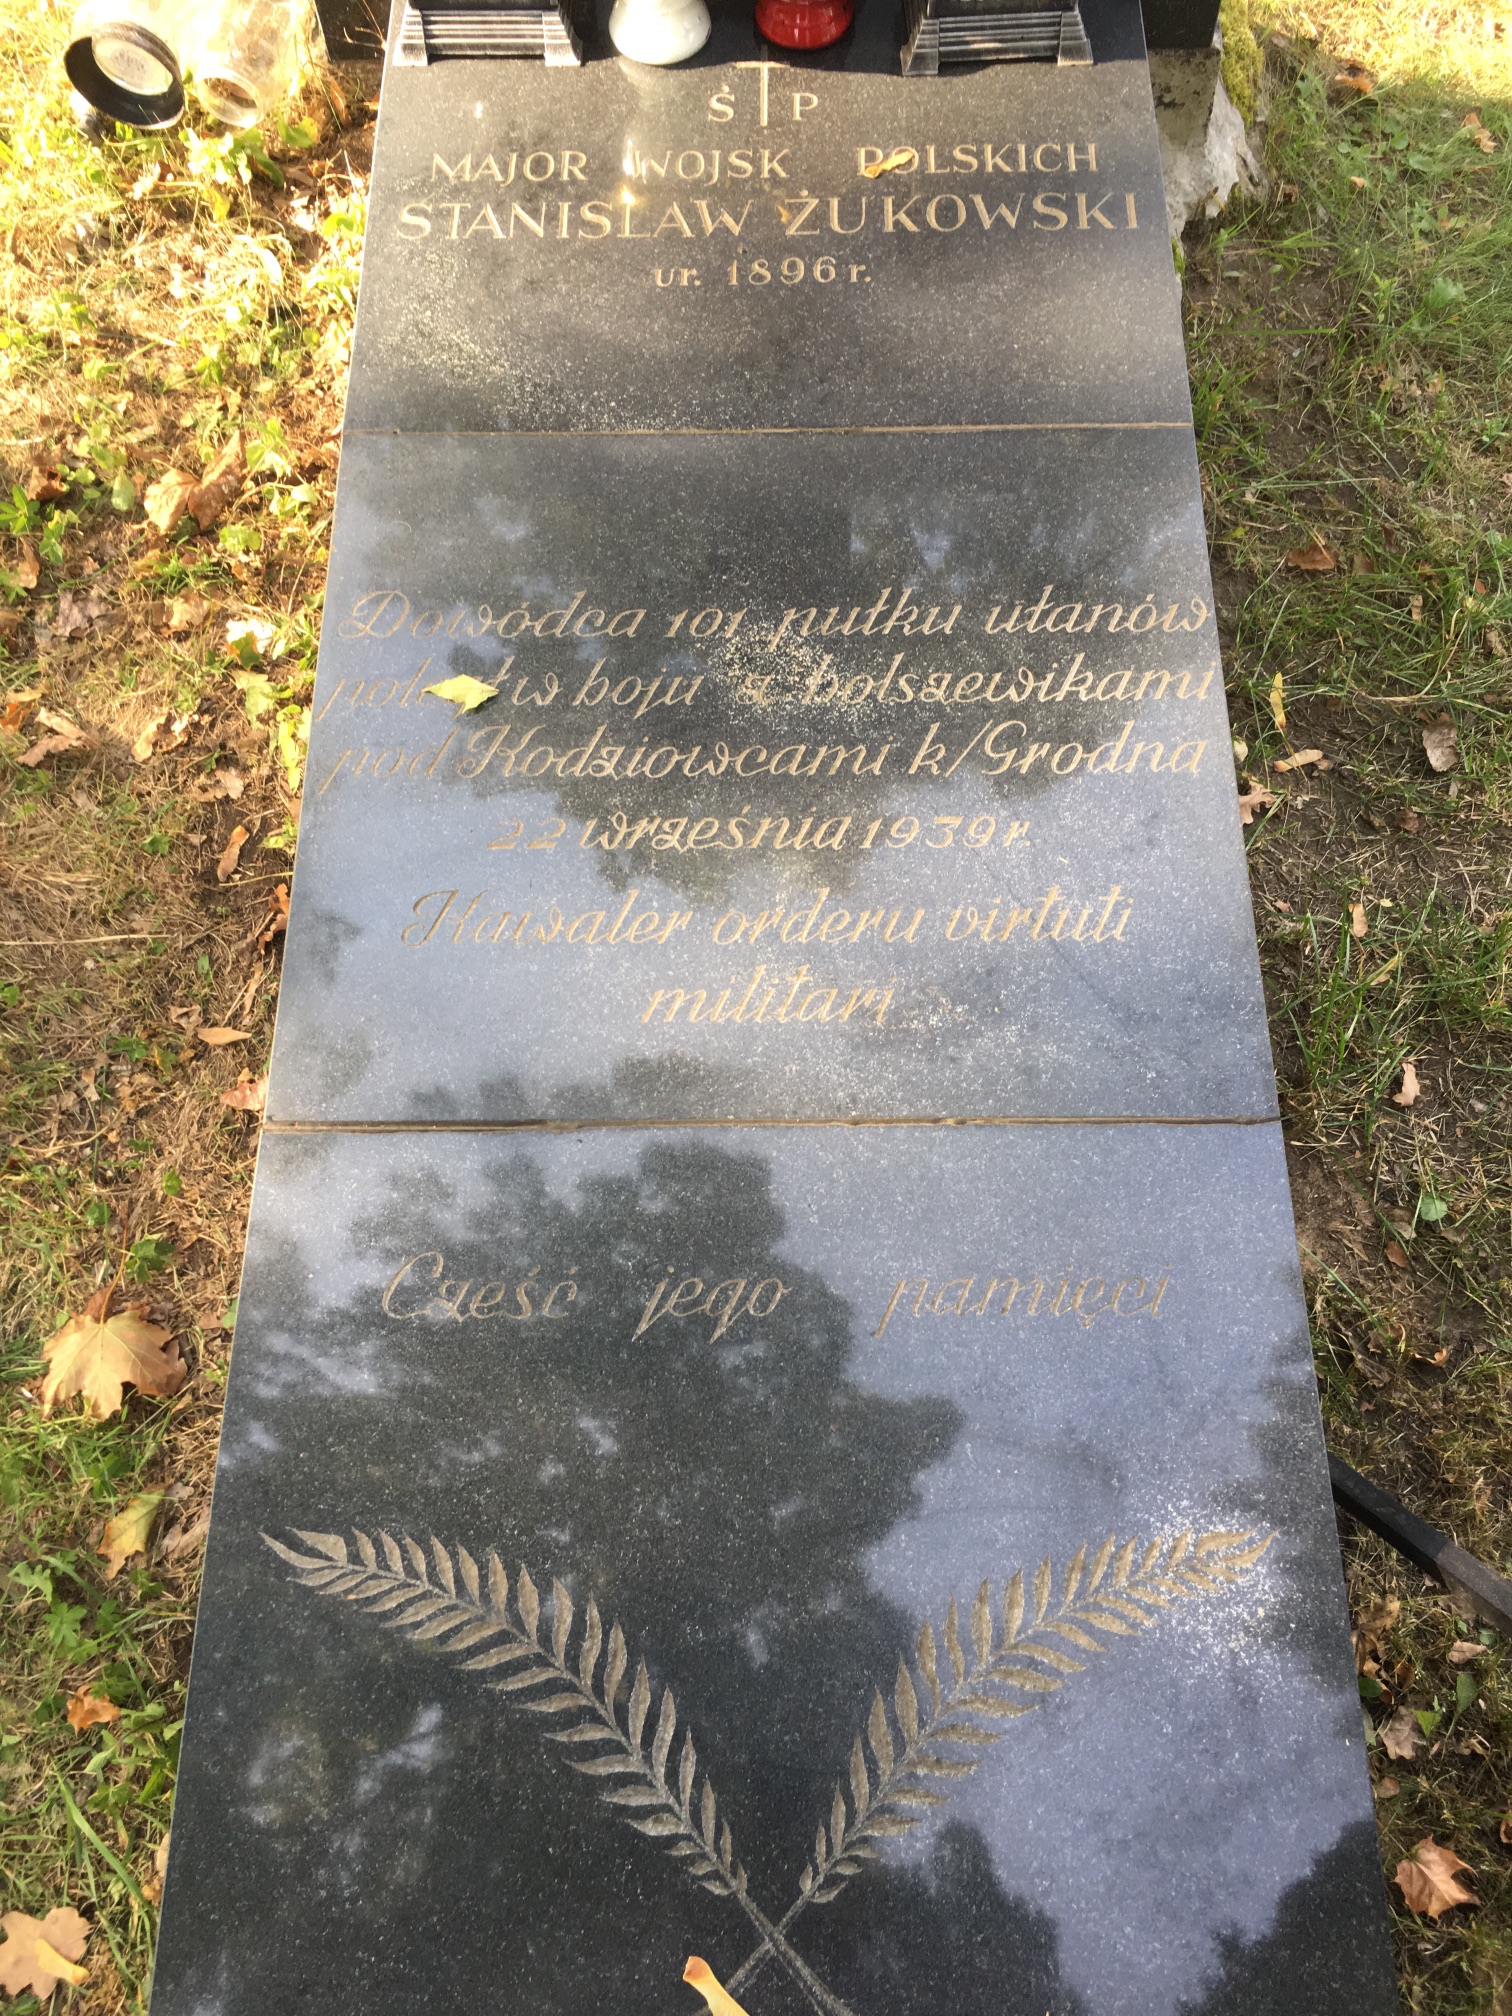 Ś P
MAJOR WOJSK POLSKICH
STANISŁAW ŻUKOWSKI
ur. 1896 r.
Dowódca 101 pułku ułanów
poległ w boju z bolszewikami
pod Kodziowcami k/Grodna
22 września 1939 r.
Kawaler orderu virtuti
militari
Cześć jego pamięci